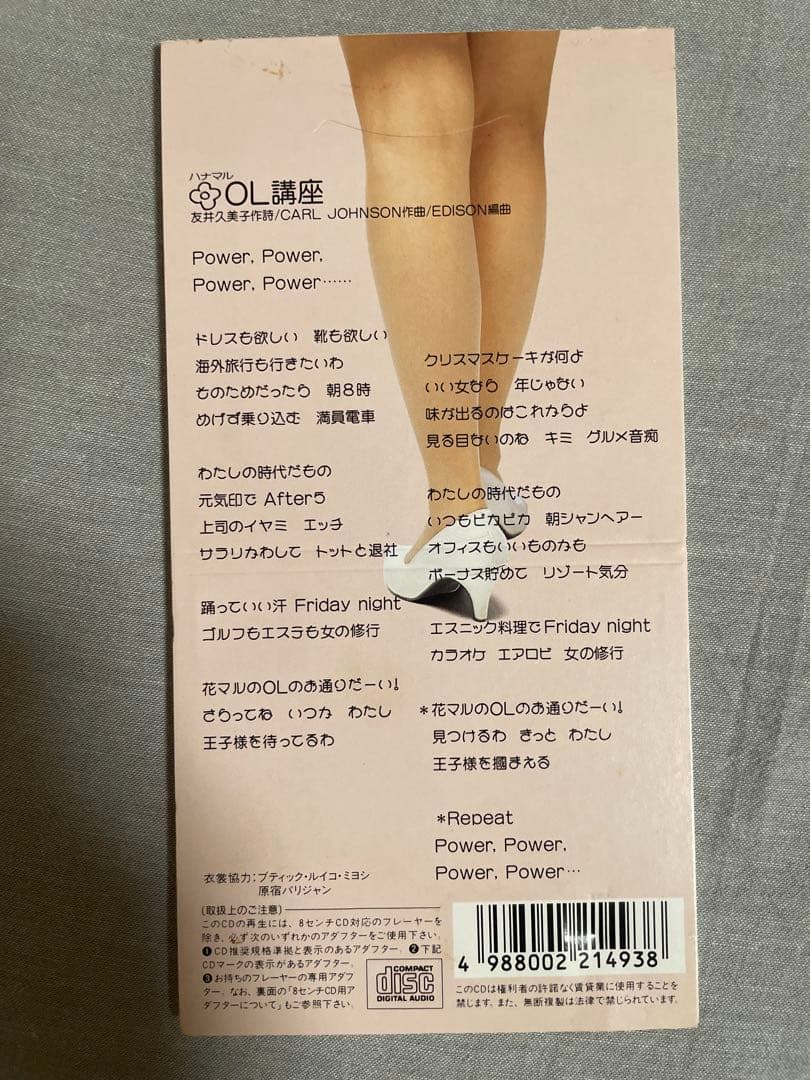 ハナマル
OL講座
友井久美子作詩/CARL JOHNSON作曲/EDISON編曲
Power, Power,
Power, Power……
ドレスも欲しい 靴も欲しい
海外旅行も行きたいわ
そのためだったら 朝8時
めげず乗り込む 満員電車
わたしの時代だもの
元気印で After5
上司のイヤミ エッチ
サラリかわして トットと退社
踊っていい汗 Friday night
ゴルフもエステも女の修行
花マルのOLのお通りだーい!
さらってね いつか わたし
王子様を待ってるわ
クリスマスケーキが何よ
いい女なら 年じゃない
味が出るのはこれからよ
見る目ないのね キミ グルメ音痴
わたしの時代だもの
いつもピカピカ 朝シャンヘアー
オフィスもいいものかも
ボーナス貯めて リゾート気分
エスニック料理でFriday night
カラオケ エアロビ 女の修行
*花マルのOLのお通りだーい!
見つけるわ きっと わたし
王子様を摑まえる
*Repeat
Power, Power,
Power, Power…
衣裳協力:ブティック・ルイコ・ミヨシ
原宿バリジャン
〔取扱上のご注意〕
このCDの再生には、8センチCD対応のプレーヤーを
除き、必ず次のいずれかのアダプターをご使用下さい。
❶CD推奨規格準拠と表示のあるアダプター ❷下記
CDマークの表示があるアダプター
❸お持ちのプレーヤーの専用アダプ
ター。なお、裏面の「8センチCD用ア
ダプターについて」もご参照下さい。
COMPACT
disc
DIGITAL AUDIO
4 988002 214938
このCDは権利者の許諾なく賃貸業に使用することを
禁じます。また、無断複製は法律で禁じられています。